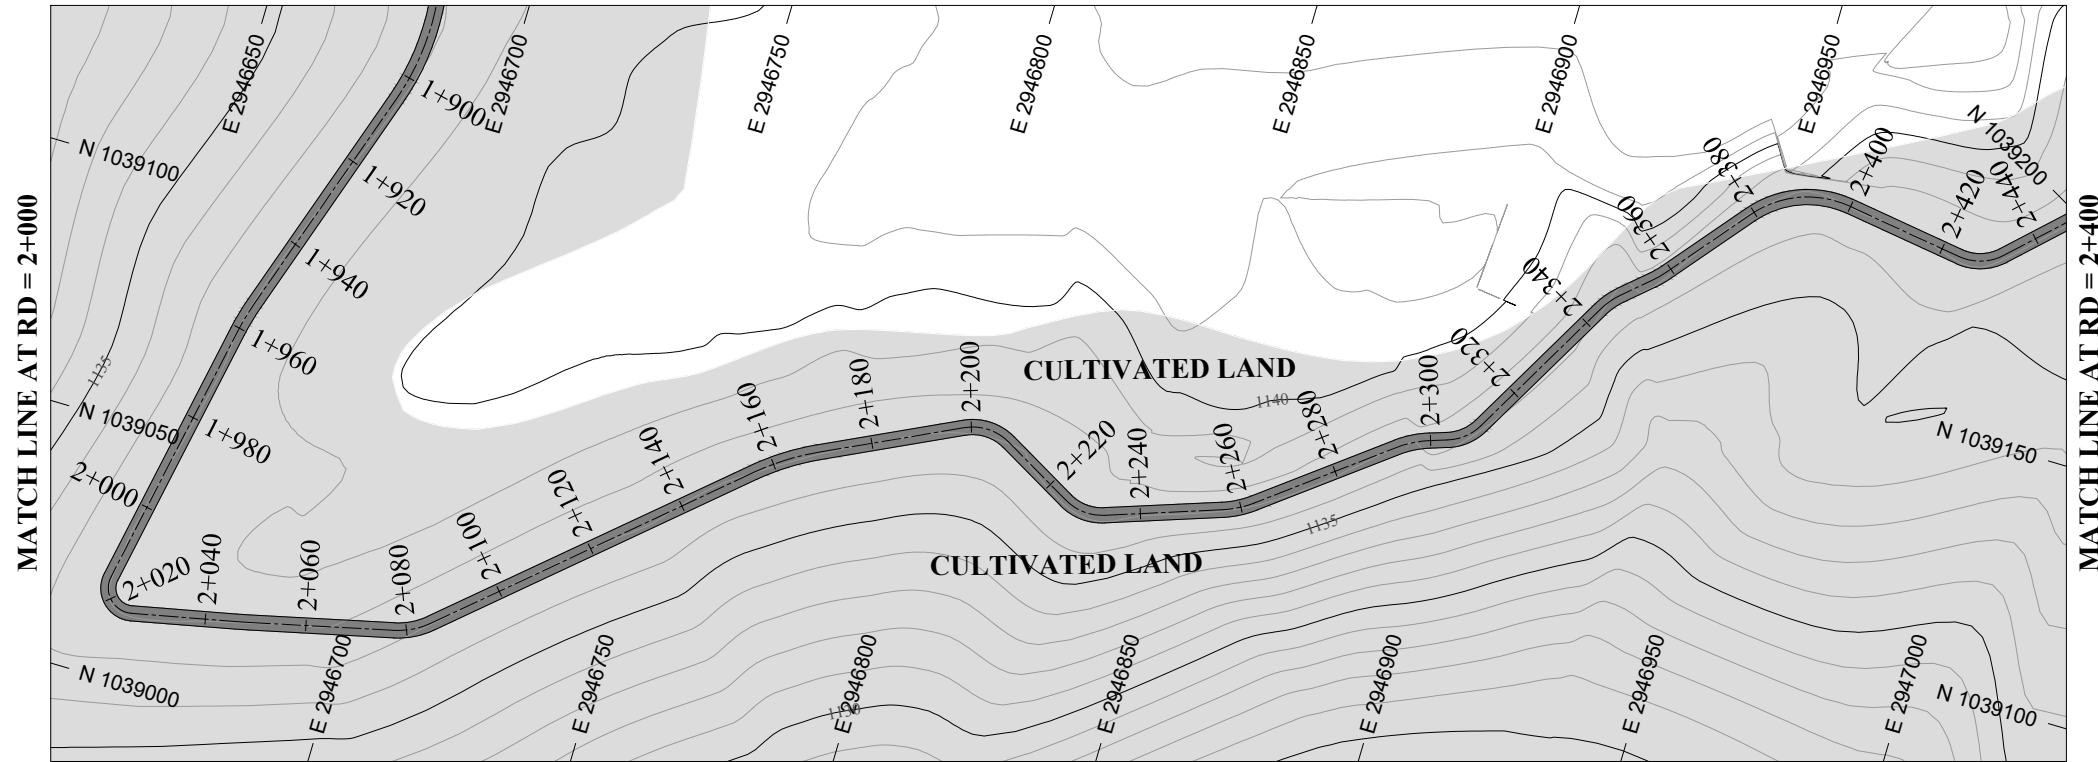 E 2946650
E 2946700
E 2946750
E 2946800
E 2946850
E 2946900
E 2946950
N 1039100
N 1039050
N 1039000
N 1039200
N 1039150
N 1039100
MATCH LINE AT RD = 2+000
MATCH LINE AT RD = 2+400
1+900
1+920
1+940
1+960
1+980
2+000
2+020
2+040
2+060
2+080
2+100
2+120
2+140
2+160
2+180
2+200
2+220
2+240
2+260
2+280
2+300
2+320
2+340
2+360
2+380
2+400
2+420
2+440
CULTIVATED LAND
CULTIVATED LAND
1135
1140
1135
1130
E 2946700
E 2946750
E 2946800
E 2946850
E 2946900
E 2946950
E 2947000